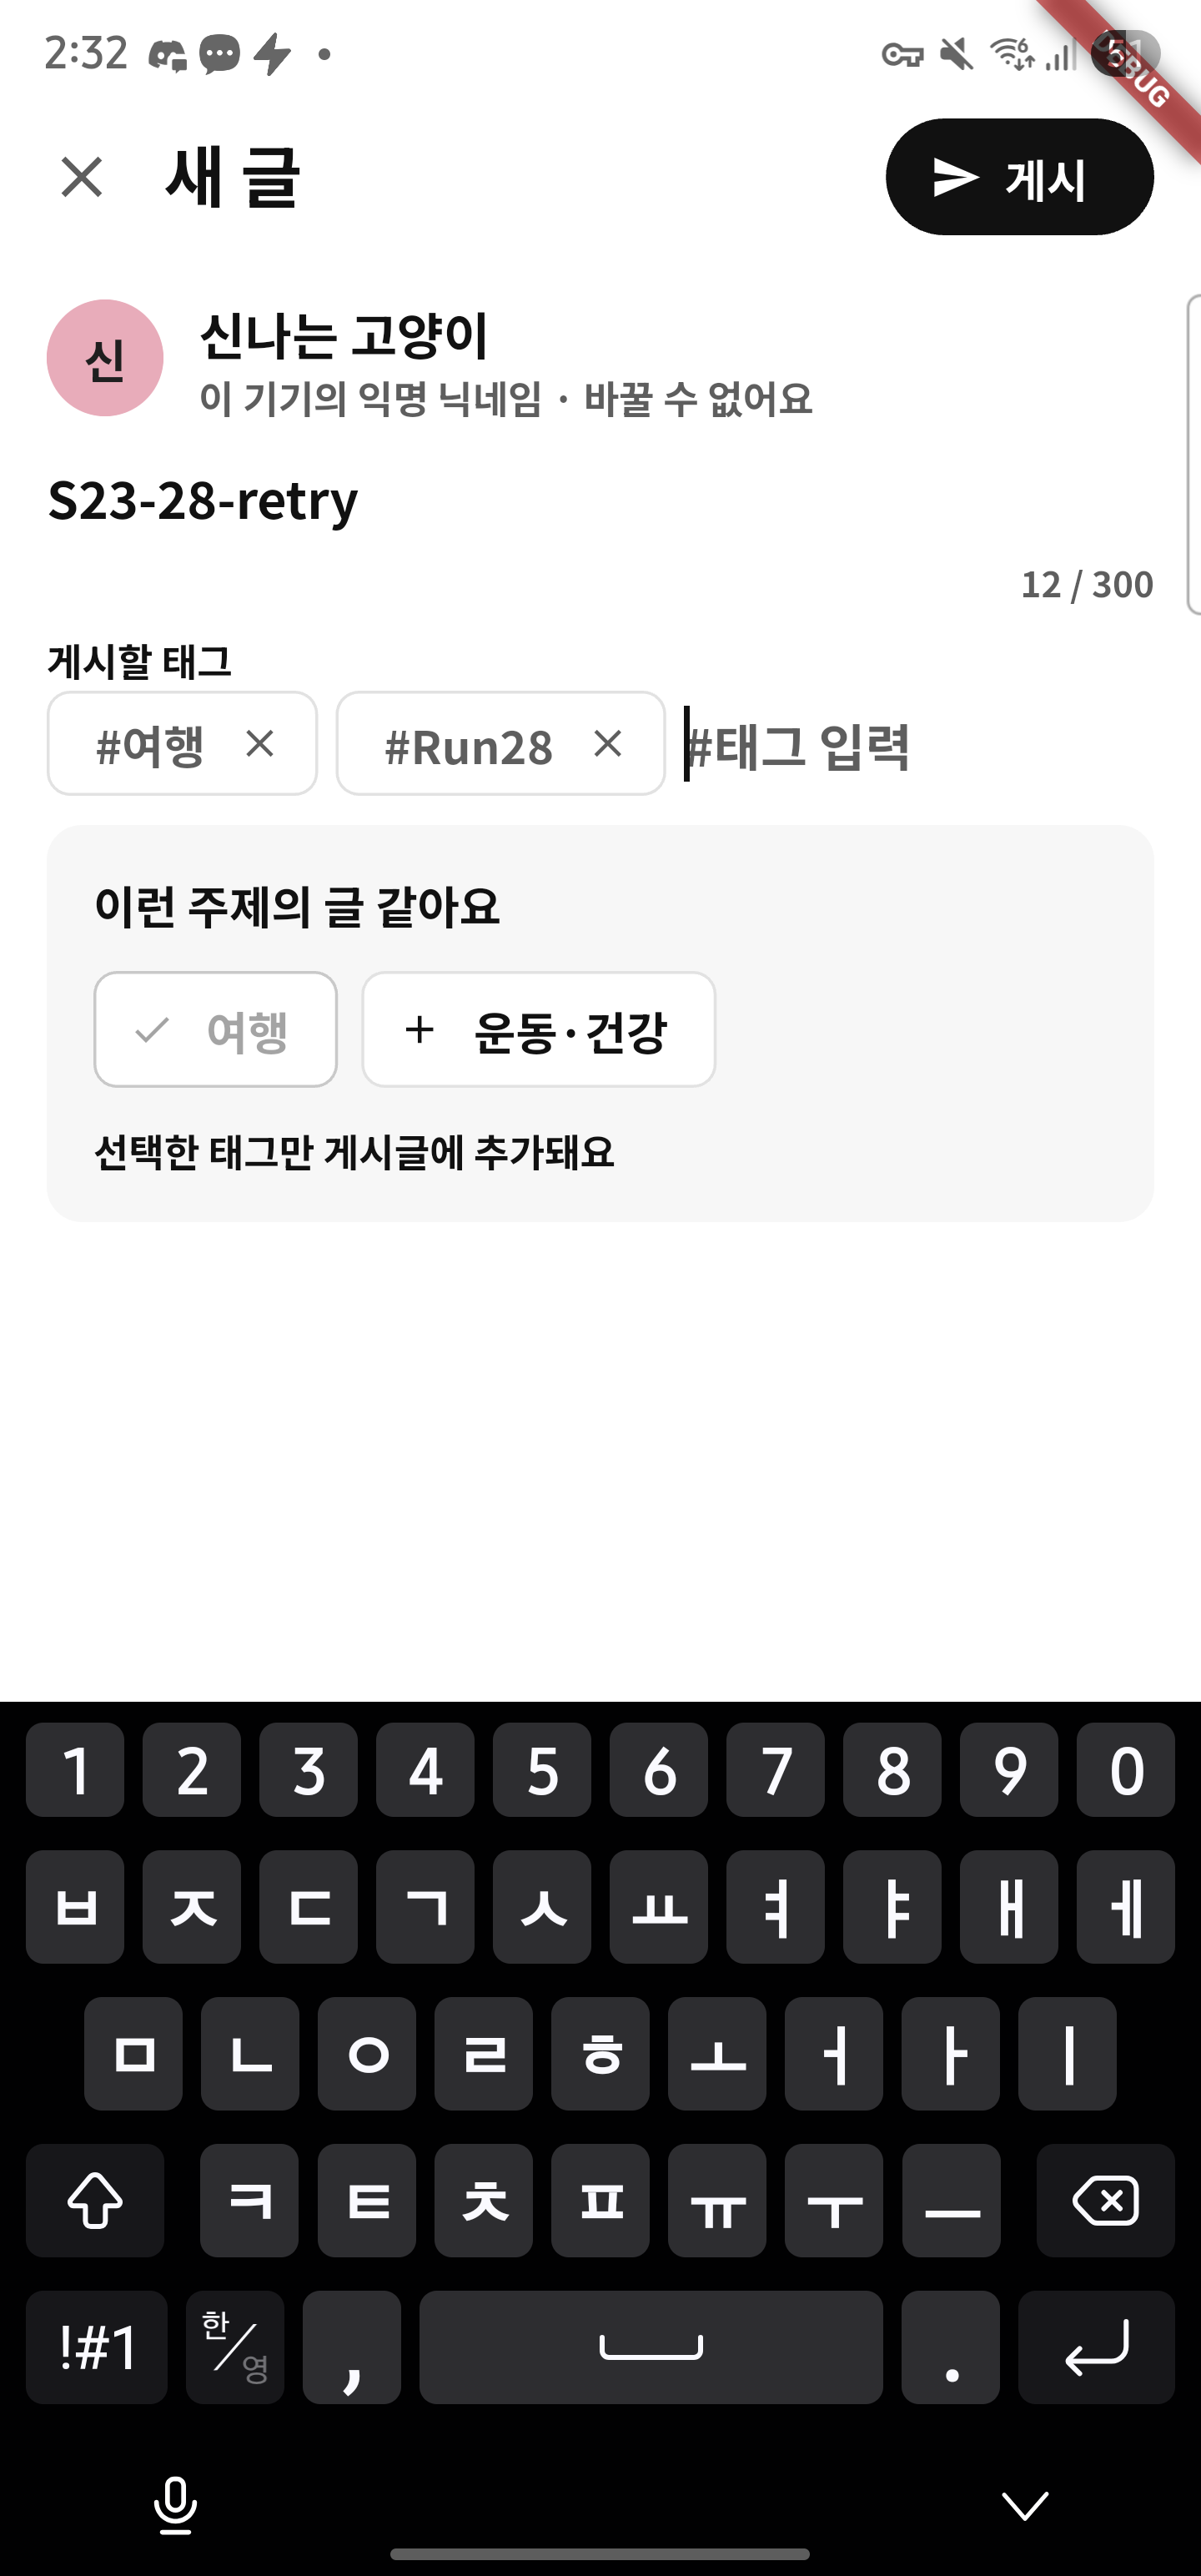 2:32
새 글
게시
신
신나는 고양이
이 기기의 익명 닉네임 · 바꿀 수 없어요
S23-28-retry
12 / 300
게시할 태그
#여행
#Run28
#태그 입력
이런 주제의 글 같아요
여행
운동·건강
선택한 태그만 게시글에 추가돼요
1 2 3 4 5 6 7 8 9 0
ㅂ ㅈ ㄷ ㄱ ㅅ ㅛ ㅕ ㅑ ㅐ ㅔ
ㅁ ㄴ ㅇ ㄹ ㅎ ㅗ ㅓ ㅏ ㅣ
ㅋ ㅌ ㅊ ㅍ ㅠ ㅜ ㅡ
!#1 한/영 , .